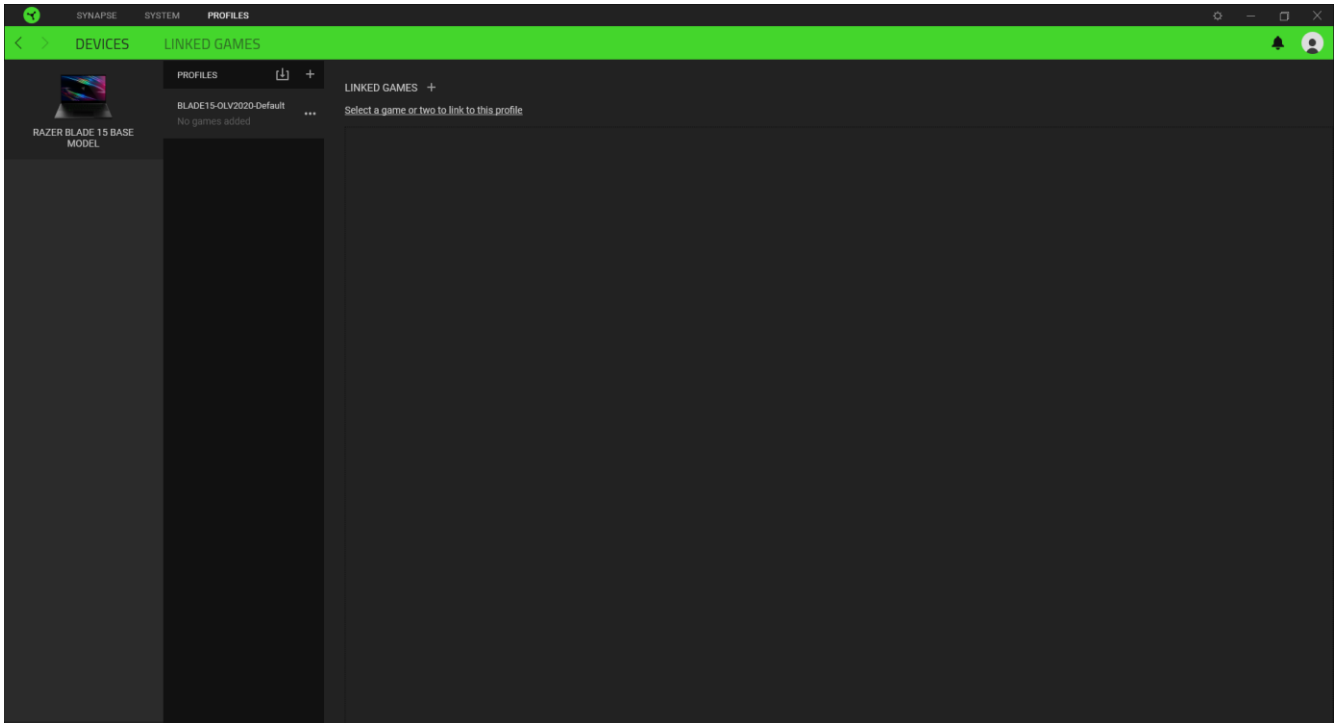 SYNAPSE SYSTEM PROFILES
DEVICES LINKED GAMES
RAZER BLADE 15 BASE
MODEL
PROFILES
BLADE15-OLV2020-Default
No games added
LINKED GAMES
Select a game or two to link to this profile